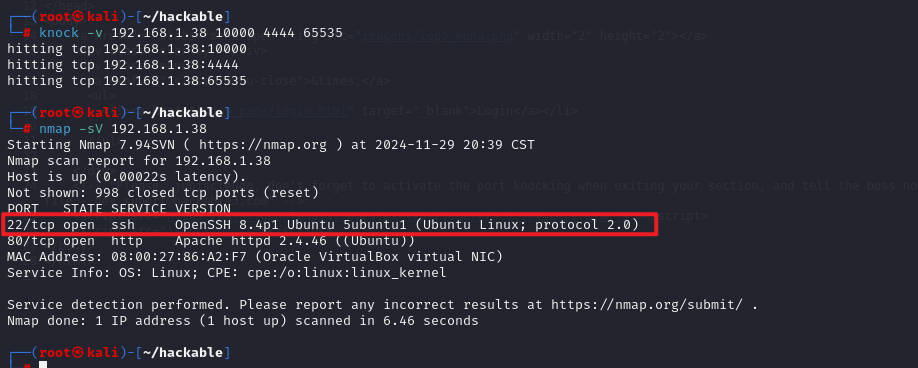 ┌──(root㉿kali)-[~/hackable]
└─# knock -v 192.168.1.38 10000 4444 65535
hitting tcp 192.168.1.38:10000
hitting tcp 192.168.1.38:4444
hitting tcp 192.168.1.38:65535
┌──(root㉿kali)-[~/hackable]
└─# nmap -sV 192.168.1.38
Starting Nmap 7.94SVN ( https://nmap.org ) at 2024-11-29 20:39 CST
Nmap scan report for 192.168.1.38
Host is up (0.00022s latency).
Not shown: 998 closed tcp ports (reset)
PORT   STATE SERVICE VERSION
22/tcp open  ssh     OpenSSH 8.4p1 Ubuntu 5ubuntu1 (Ubuntu Linux; protocol 2.0)
80/tcp open  http    Apache httpd 2.4.46 ((Ubuntu))
MAC Address: 08:00:27:86:A2:F7 (Oracle VirtualBox virtual NIC)
Service Info: OS: Linux; CPE: cpe:/o:linux:linux_kernel
Service detection performed. Please report any incorrect results at https://nmap.org/submit/ .
Nmap done: 1 IP address (1 host up) scanned in 6.46 seconds
┌──(root㉿kali)-[~/hackable]
└─#